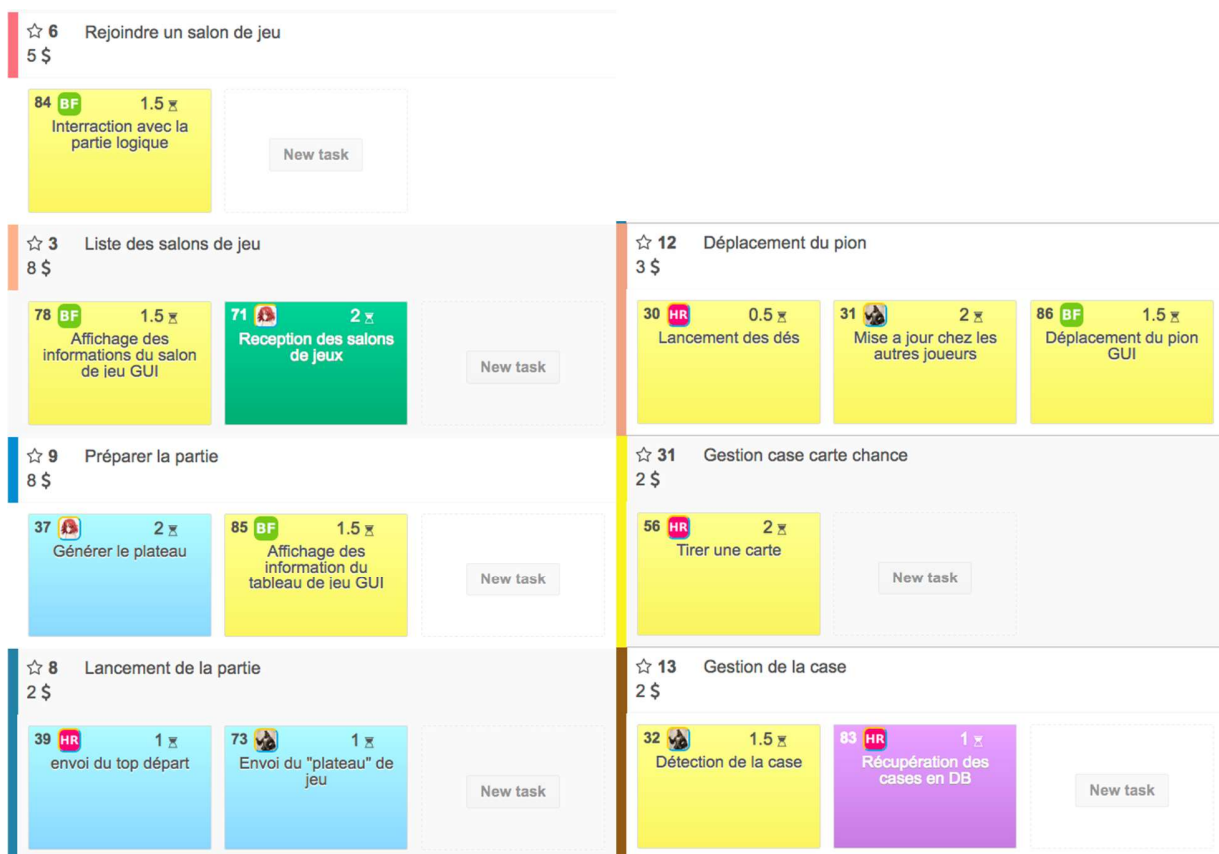 6 Rejoindre un salon de jeu
5 $
84 BF 1.5
Interraction avec la
partie logique
New task
3 Liste des salons de jeu
8 $
78 BF 1.5
Affichage des
informations du salon
de jeu GUI
71 2
Reception des salons
de jeux
New task
9 Préparer la partie
8 $
37 2
Générer le plateau
85 BF 1.5
Affichage des
information du
tableau de jeu GUI
New task
8 Lancement de la partie
2 $
39 HR 1
envoi du top départ
73 1
Envoi du "plateau" de
jeu
New task
12 Déplacement du pion
3 $
30 HR 0.5
Lancement des dés
31 2
Mise a jour chez les
autres joueurs
86 BF 1.5
Déplacement du pion
GUI
31 Gestion case carte chance
2 $
56 HR 2
Tirer une carte
New task
13 Gestion de la case
2 $
32 1.5
Détection de la case
83 HR 1
Récupération des
cases en DB
New task